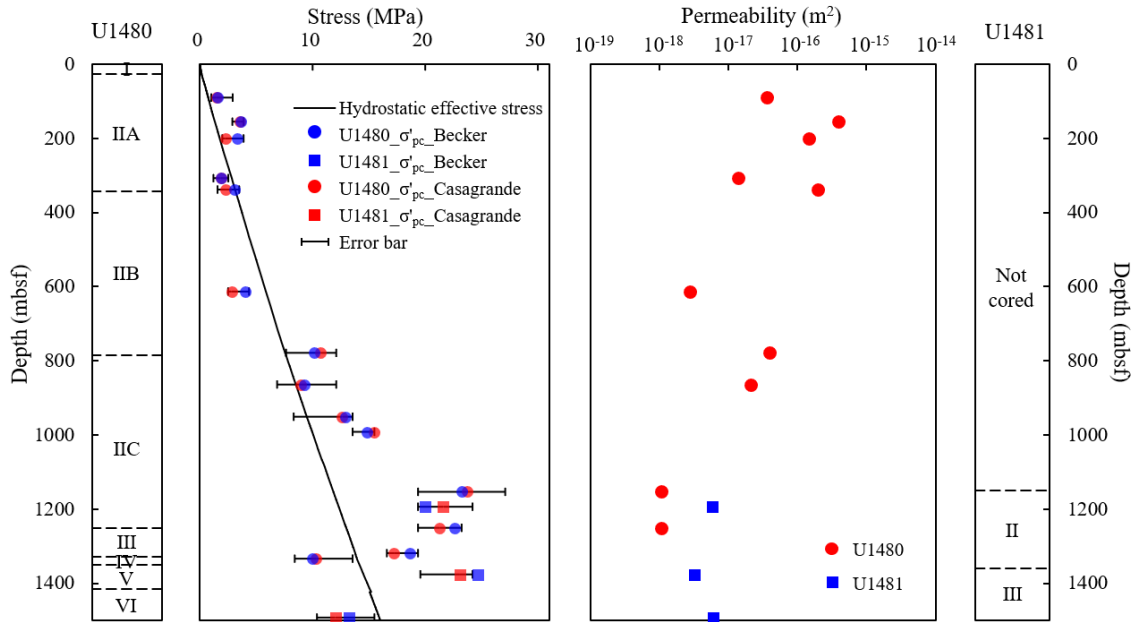 U1480
Stress (MPa)
0 10 20 30
Permeability (m²)
10⁻¹⁹ 10⁻¹⁸ 10⁻¹⁷ 10⁻¹⁶ 10⁻¹⁵ 10⁻¹⁴
U1481
Depth (mbsf)
0
200
400
600
800
1000
1200
1400
I
IIA
IIB
IIC
III
IV
V
VI
Hydrostatic effective stress
U1480_σ'pc_Becker
U1481_σ'pc_Becker
U1480_σ'pc_Casagrande
U1481_σ'pc_Casagrande
Error bar
U1480
U1481
Not
cored
II
III
0
200
400
600
800
1000
1200
1400
Depth (mbsf)